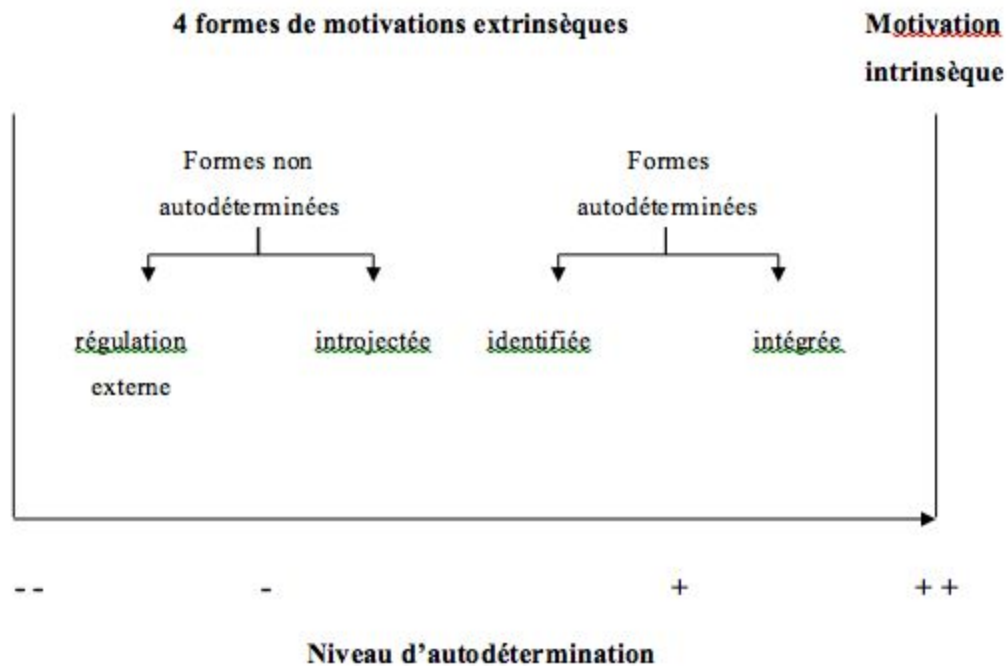 4 formes de motivations extrinsèques
Motivation
intrinsèque
Formes non
autodéterminées
Formes
autodéterminées
régulation
externe
introjectée
identifiée
intégrée
- -
-
+
+ +
Niveau d'autodétermination